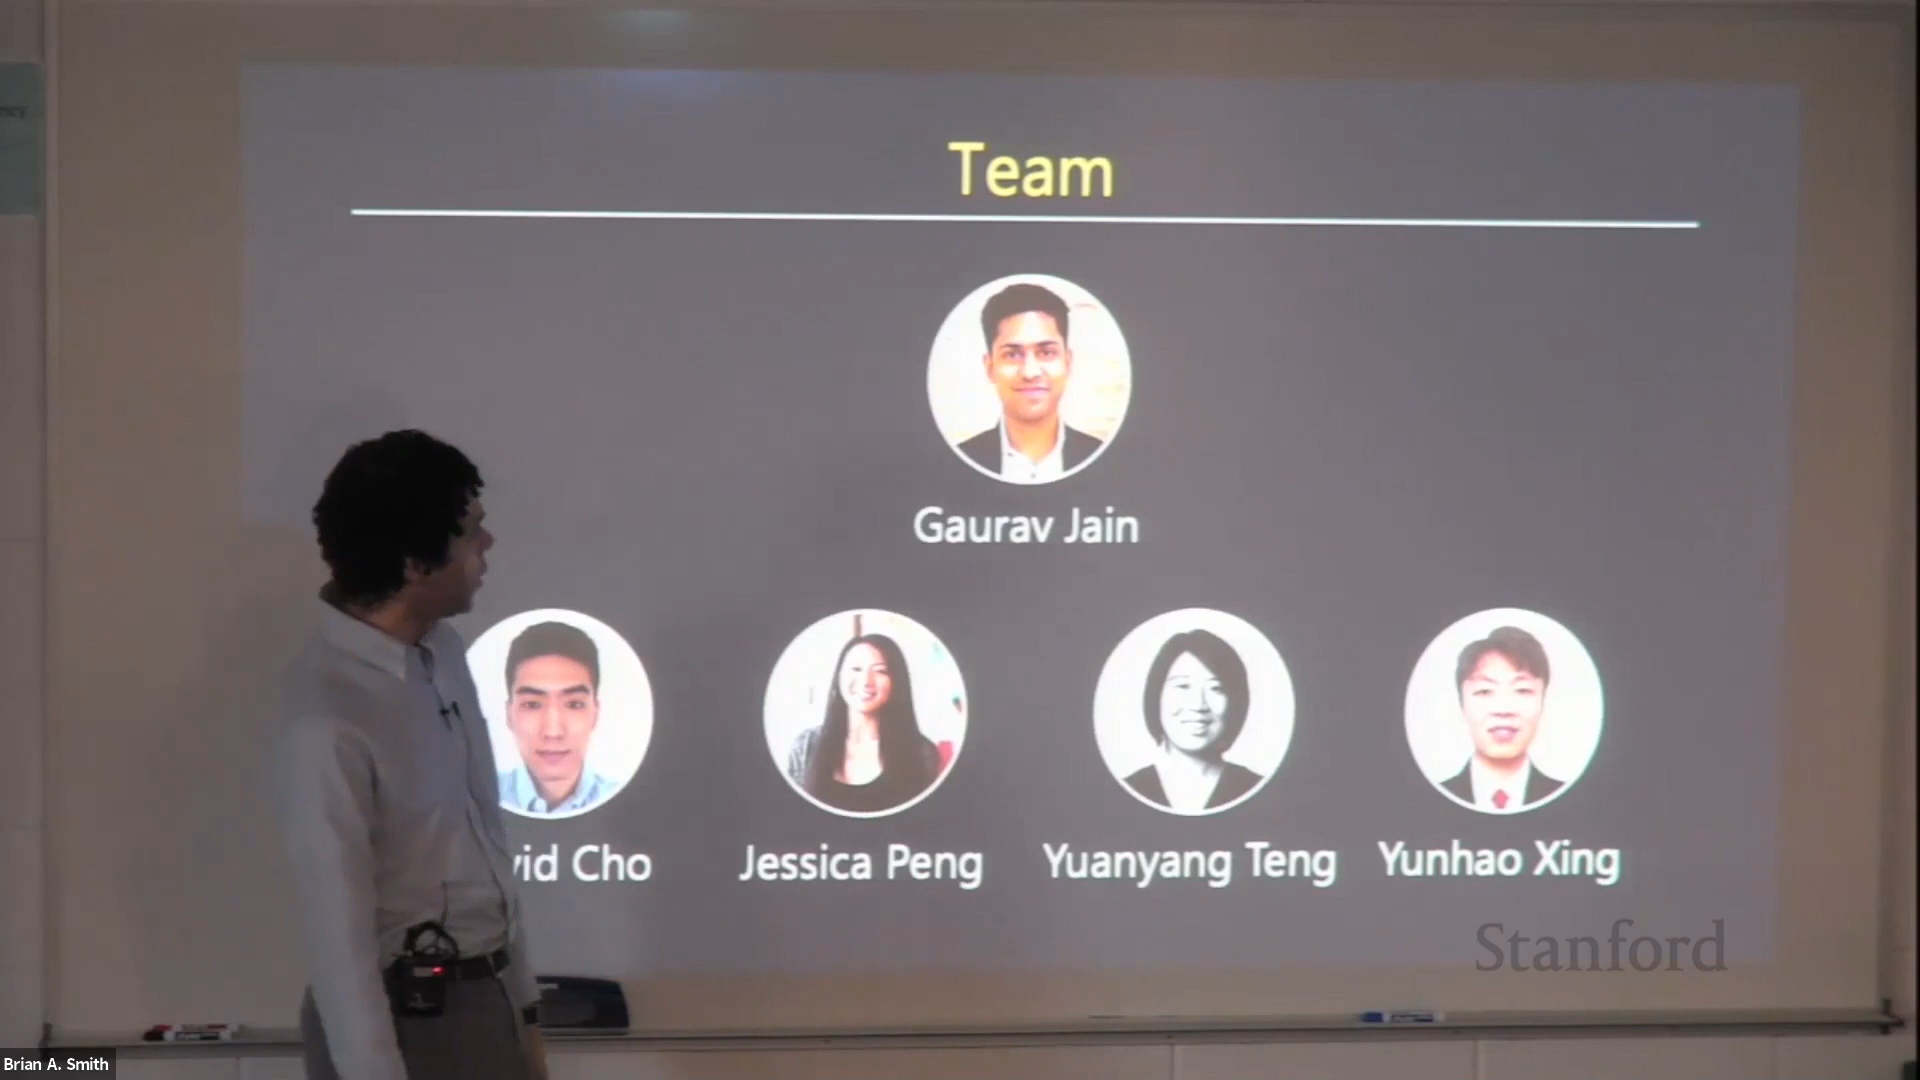 Team
Gaurav Jain
vid Cho
Jessica Peng
Yuanyang Teng
Yunhao Xing
Stanford
Brian A. Smith